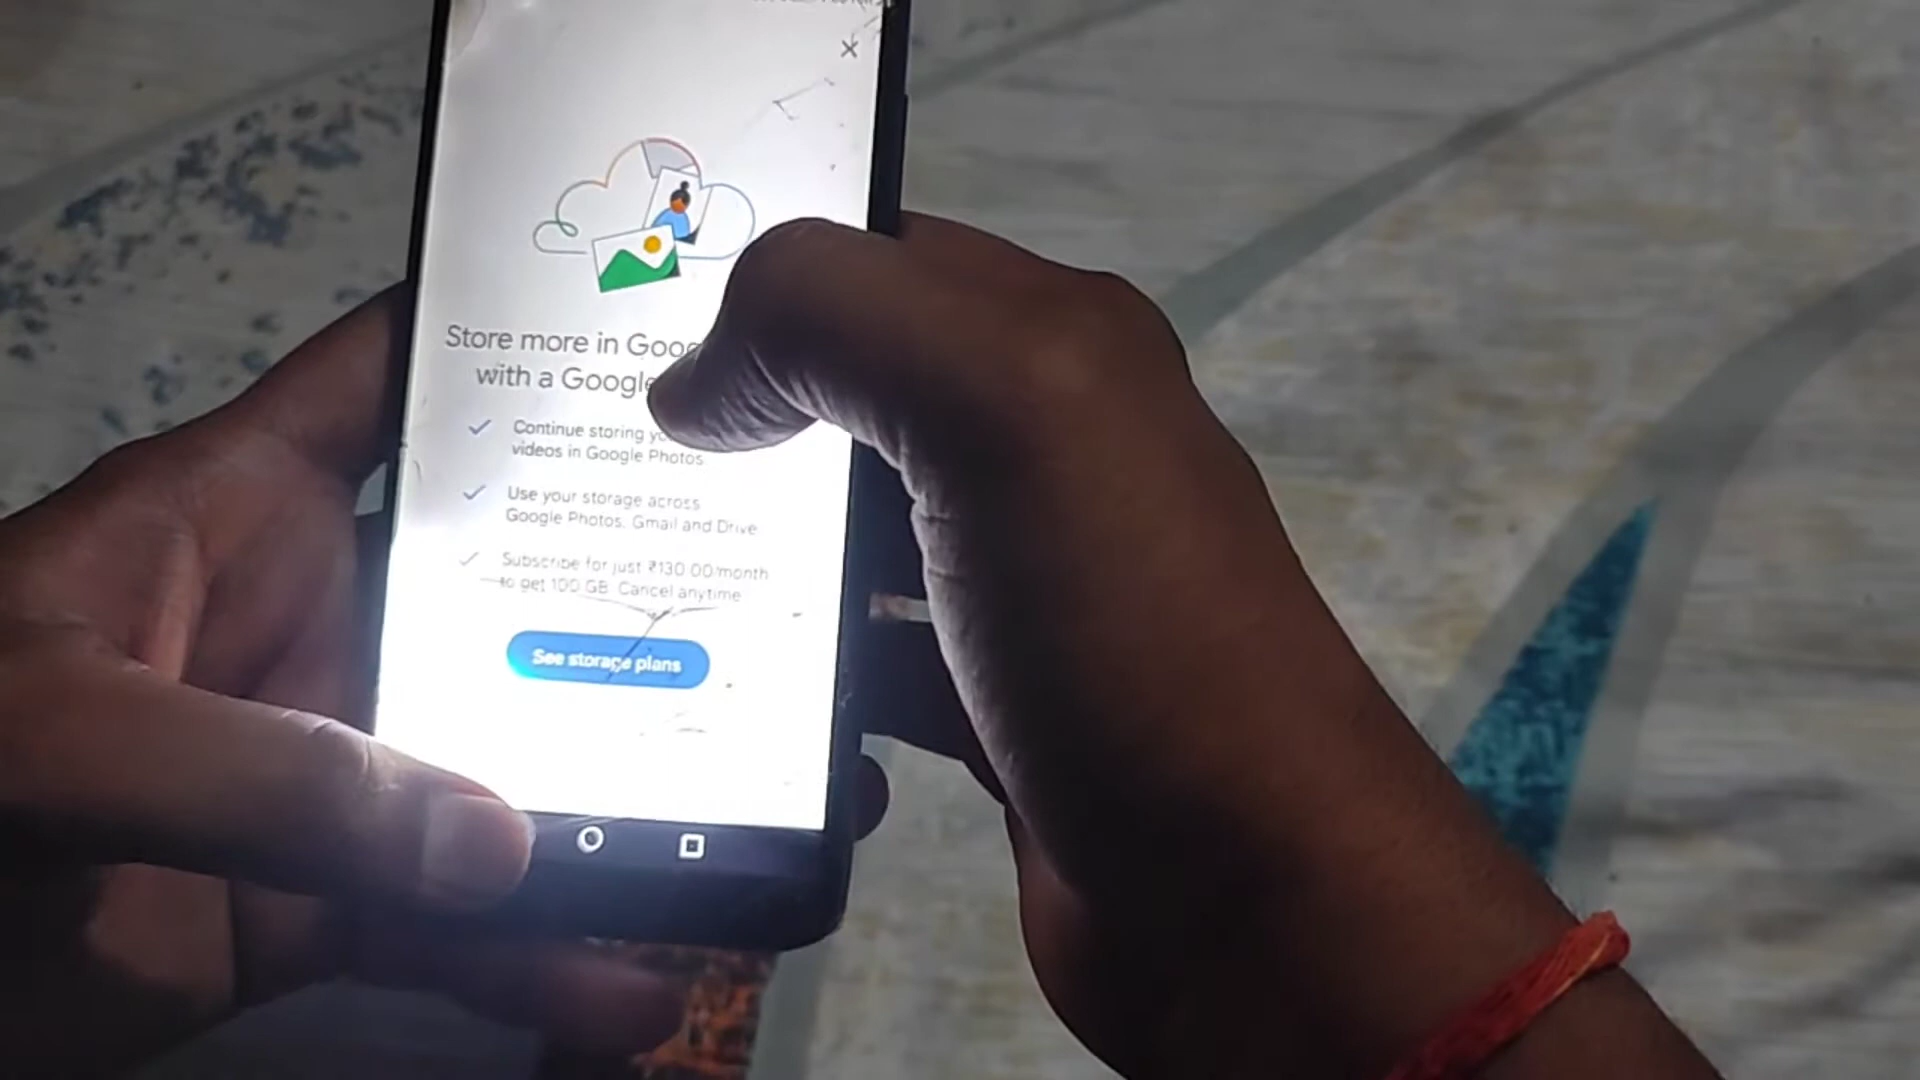 Store more in
with a Google
Continue storing
videos in Google Photos.
Use your storage across
Google Photos, Gmail and Drive
Subscribe for just ₹130.00/month
to get 100 GB. Cancel anytime
See storage plans